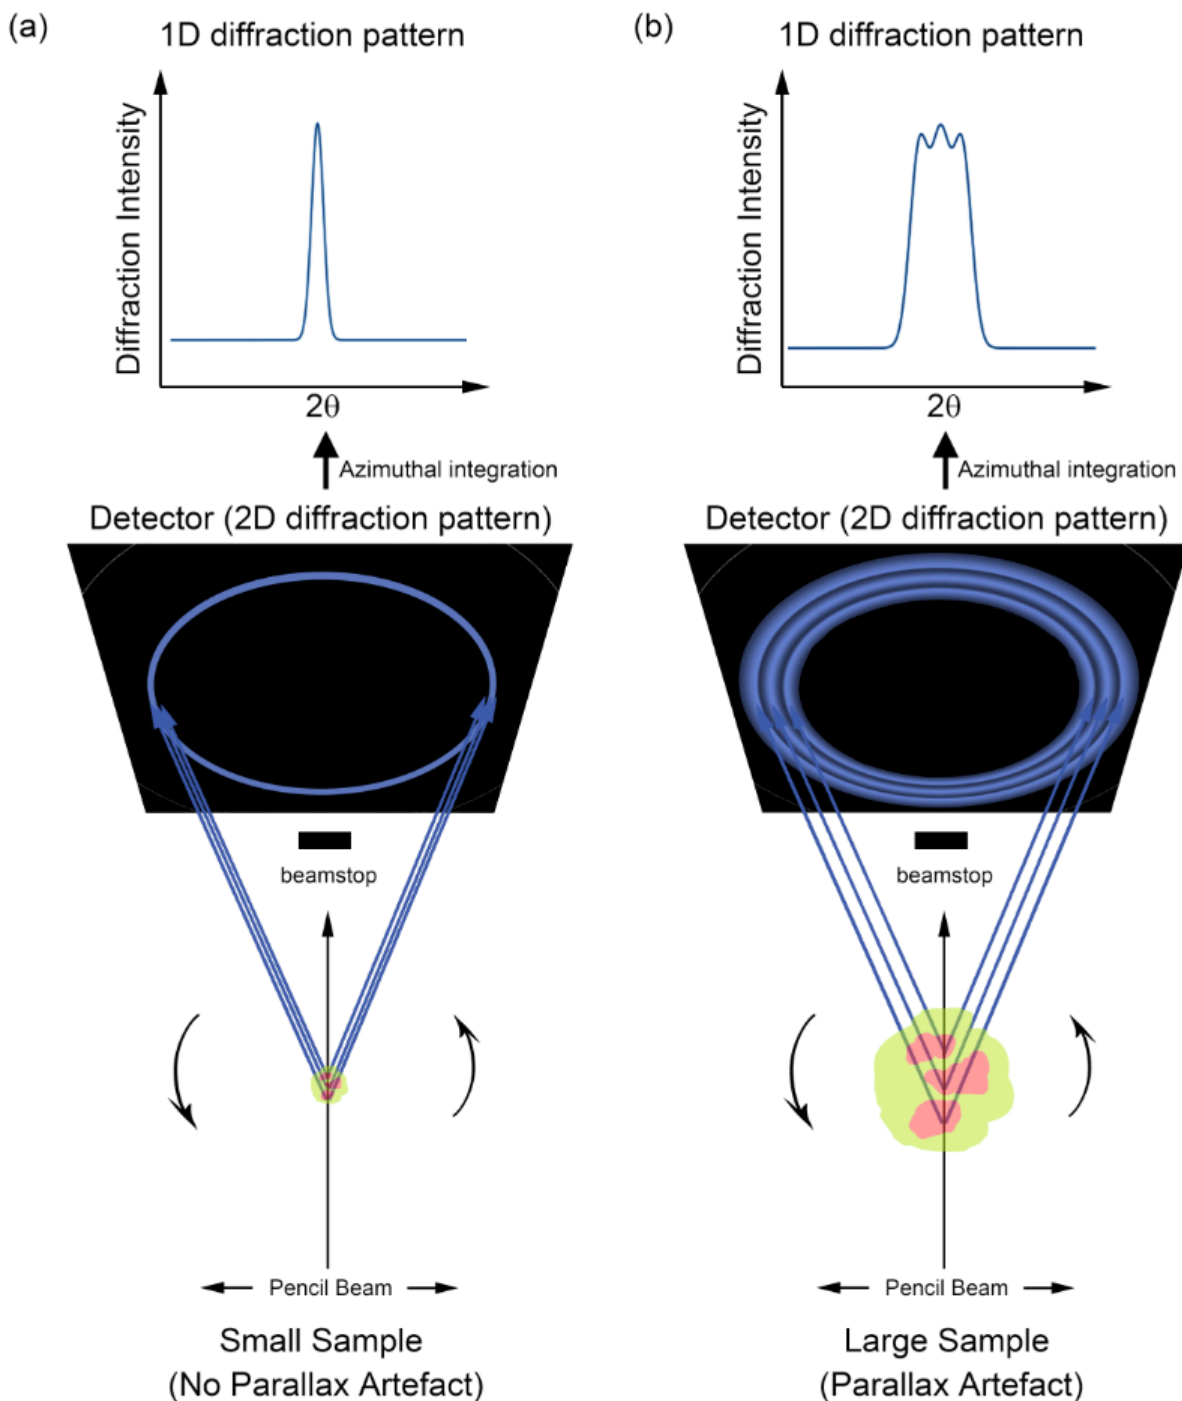 (a)
1D diffraction pattern
Diffraction Intensity
2θ
Azimuthal integration
Detector (2D diffraction pattern)
beamstop
Pencil Beam
Small Sample
(No Parallax Artefact)
(b)
1D diffraction pattern
Diffraction Intensity
2θ
Azimuthal integration
Detector (2D diffraction pattern)
beamstop
Pencil Beam
Large Sample
(Parallax Artefact)